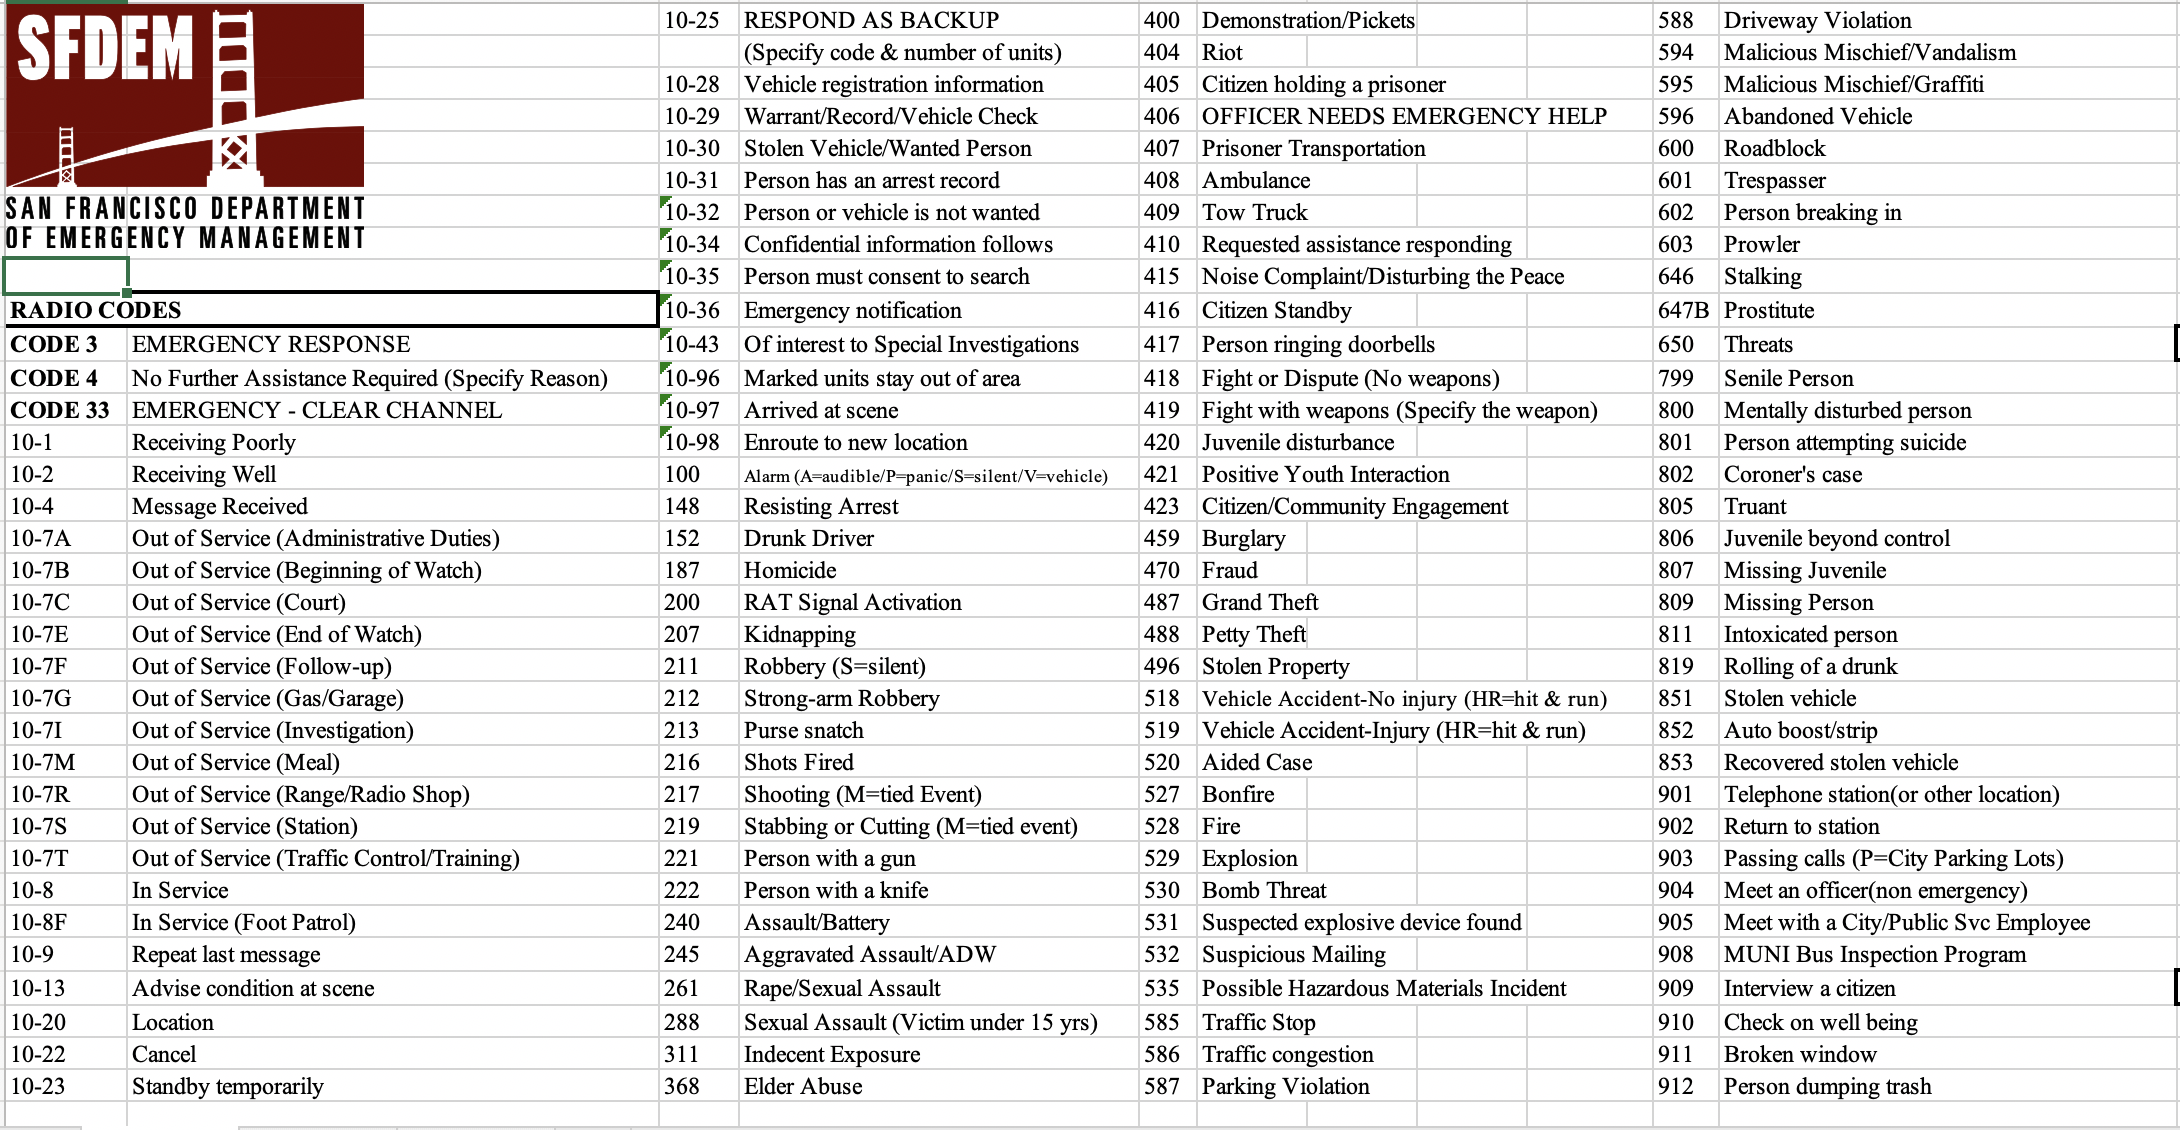 SFDEM
SAN FRANCISCO DEPARTMENT
OF EMERGENCY MANAGEMENT
RADIO CODES
CODE 3 EMERGENCY RESPONSE
CODE 4 No Further Assistance Required (Specify Reason)
CODE 33 EMERGENCY - CLEAR CHANNEL
10-1 Receiving Poorly
10-2 Receiving Well
10-4 Message Received
10-7A Out of Service (Administrative Duties)
10-7B Out of Service (Beginning of Watch)
10-7C Out of Service (Court)
10-7E Out of Service (End of Watch)
10-7F Out of Service (Follow-up)
10-7G Out of Service (Gas/Garage)
10-7I Out of Service (Investigation)
10-7M Out of Service (Meal)
10-7R Out of Service (Range/Radio Shop)
10-7S Out of Service (Station)
10-7T Out of Service (Traffic Control/Training)
10-8 In Service
10-8F In Service (Foot Patrol)
10-9 Repeat last message
10-13 Advise condition at scene
10-20 Location
10-22 Cancel
10-23 Standby temporarily
10-25 RESPOND AS BACKUP
(Specify code & number of units)
10-28 Vehicle registration information
10-29 Warrant/Record/Vehicle Check
10-30 Stolen Vehicle/Wanted Person
10-31 Person has an arrest record
10-32 Person or vehicle is not wanted
10-34 Confidential information follows
10-35 Person must consent to search
10-36 Emergency notification
10-43 Of interest to Special Investigations
10-96 Marked units stay out of area
10-97 Arrived at scene
10-98 Enroute to new location
100 Alarm (A=audible/P=panic/S=silent/V=vehicle)
148 Resisting Arrest
152 Drunk Driver
187 Homicide
200 RAT Signal Activation
207 Kidnapping
211 Robbery (S=silent)
212 Strong-arm Robbery
213 Purse snatch
216 Shots Fired
217 Shooting (M=tied Event)
219 Stabbing or Cutting (M=tied event)
221 Person with a gun
222 Person with a knife
240 Assault/Battery
245 Aggravated Assault/ADW
261 Rape/Sexual Assault
288 Sexual Assault (Victim under 15 yrs)
311 Indecent Exposure
368 Elder Abuse
400 Demonstration/Pickets
404 Riot
405 Citizen holding a prisoner
406 OFFICER NEEDS EMERGENCY HELP
407 Prisoner Transportation
408 Ambulance
409 Tow Truck
410 Requested assistance responding
415 Noise Complaint/Disturbing the Peace
416 Citizen Standby
417 Person ringing doorbells
418 Fight or Dispute (No weapons)
419 Fight with weapons (Specify the weapon)
420 Juvenile disturbance
421 Positive Youth Interaction
423 Citizen/Community Engagement
459 Burglary
470 Fraud
487 Grand Theft
488 Petty Theft
496 Stolen Property
518 Vehicle Accident-No injury (HR=hit & run)
519 Vehicle Accident-Injury (HR=hit & run)
520 Aided Case
527 Bonfire
528 Fire
529 Explosion
530 Bomb Threat
531 Suspected explosive device found
532 Suspicious Mailing
535 Possible Hazardous Materials Incident
585 Traffic Stop
586 Traffic congestion
587 Parking Violation
588 Driveway Violation
594 Malicious Mischief/Vandalism
595 Malicious Mischief/Graffiti
596 Abandoned Vehicle
600 Roadblock
601 Trespasser
602 Person breaking in
603 Prowler
646 Stalking
647B Prostitute
650 Threats
799 Senile Person
800 Mentally disturbed person
801 Person attempting suicide
802 Coroner's case
805 Truant
806 Juvenile beyond control
807 Missing Juvenile
809 Missing Person
811 Intoxicated person
819 Rolling of a drunk
851 Stolen vehicle
852 Auto boost/strip
853 Recovered stolen vehicle
901 Telephone station(or other location)
902 Return to station
903 Passing calls (P=City Parking Lots)
904 Meet an officer(non emergency)
905 Meet with a City/Public Svc Employee
908 MUNI Bus Inspection Program
909 Interview a citizen
910 Check on well being
911 Broken window
912 Person dumping trash